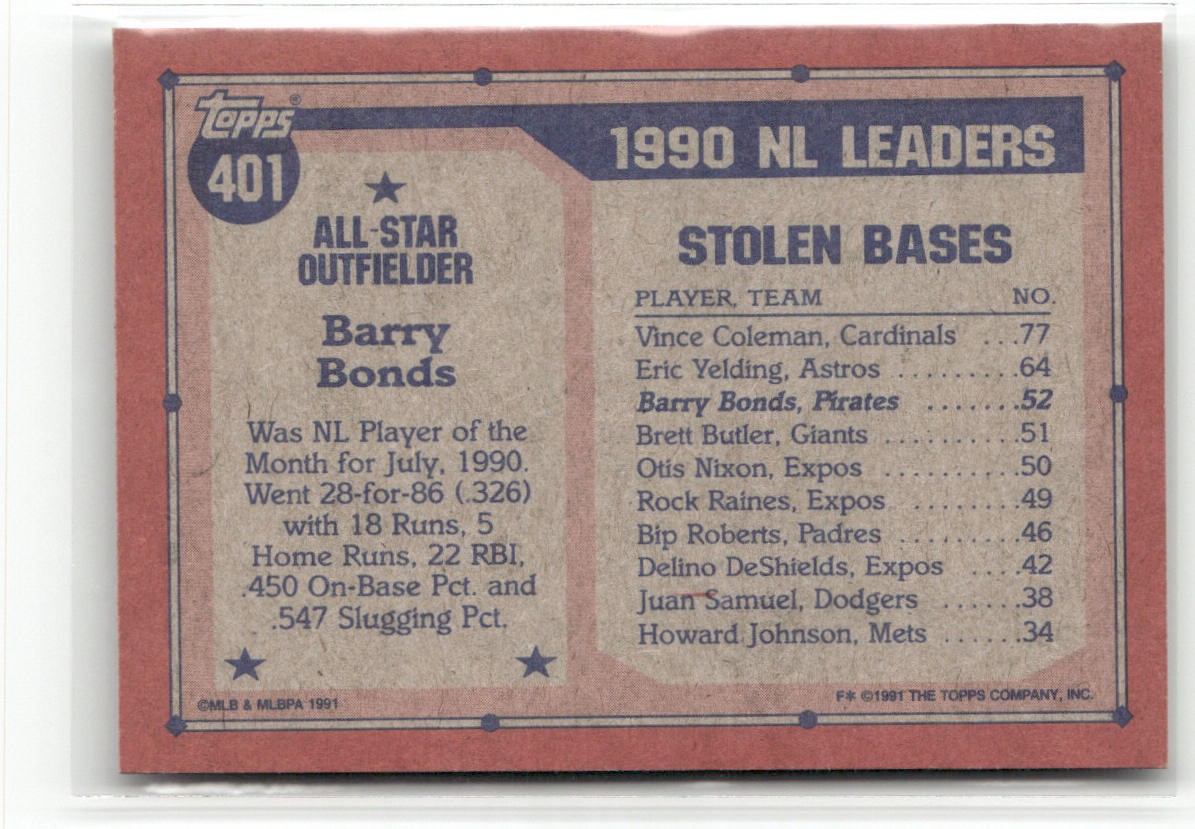 Topps®
401
ALL-STAR
OUTFIELDER
Barry
Bonds
Was NL Player of the
Month for July, 1990.
Went 28-for-86 (.326)
with 18 Runs, 5
Home Runs, 22 RBI,
.450 On-Base Pct. and
.547 Slugging Pct.
©MLB & MLBPA 1991
1990 NL LEADERS
STOLEN BASES
PLAYER, TEAM NO.
Vince Coleman, Cardinals ...77
Eric Yelding, Astros .........64
Barry Bonds, Pirates .......52
Brett Butler, Giants ..........51
Otis Nixon, Expos ..........50
Rock Raines, Expos ........49
Bip Roberts, Padres .........46
Delino DeShields, Expos ....42
Juan Samuel, Dodgers ......38
Howard Johnson, Mets ......34
F* ©1991 THE TOPPS COMPANY, INC.